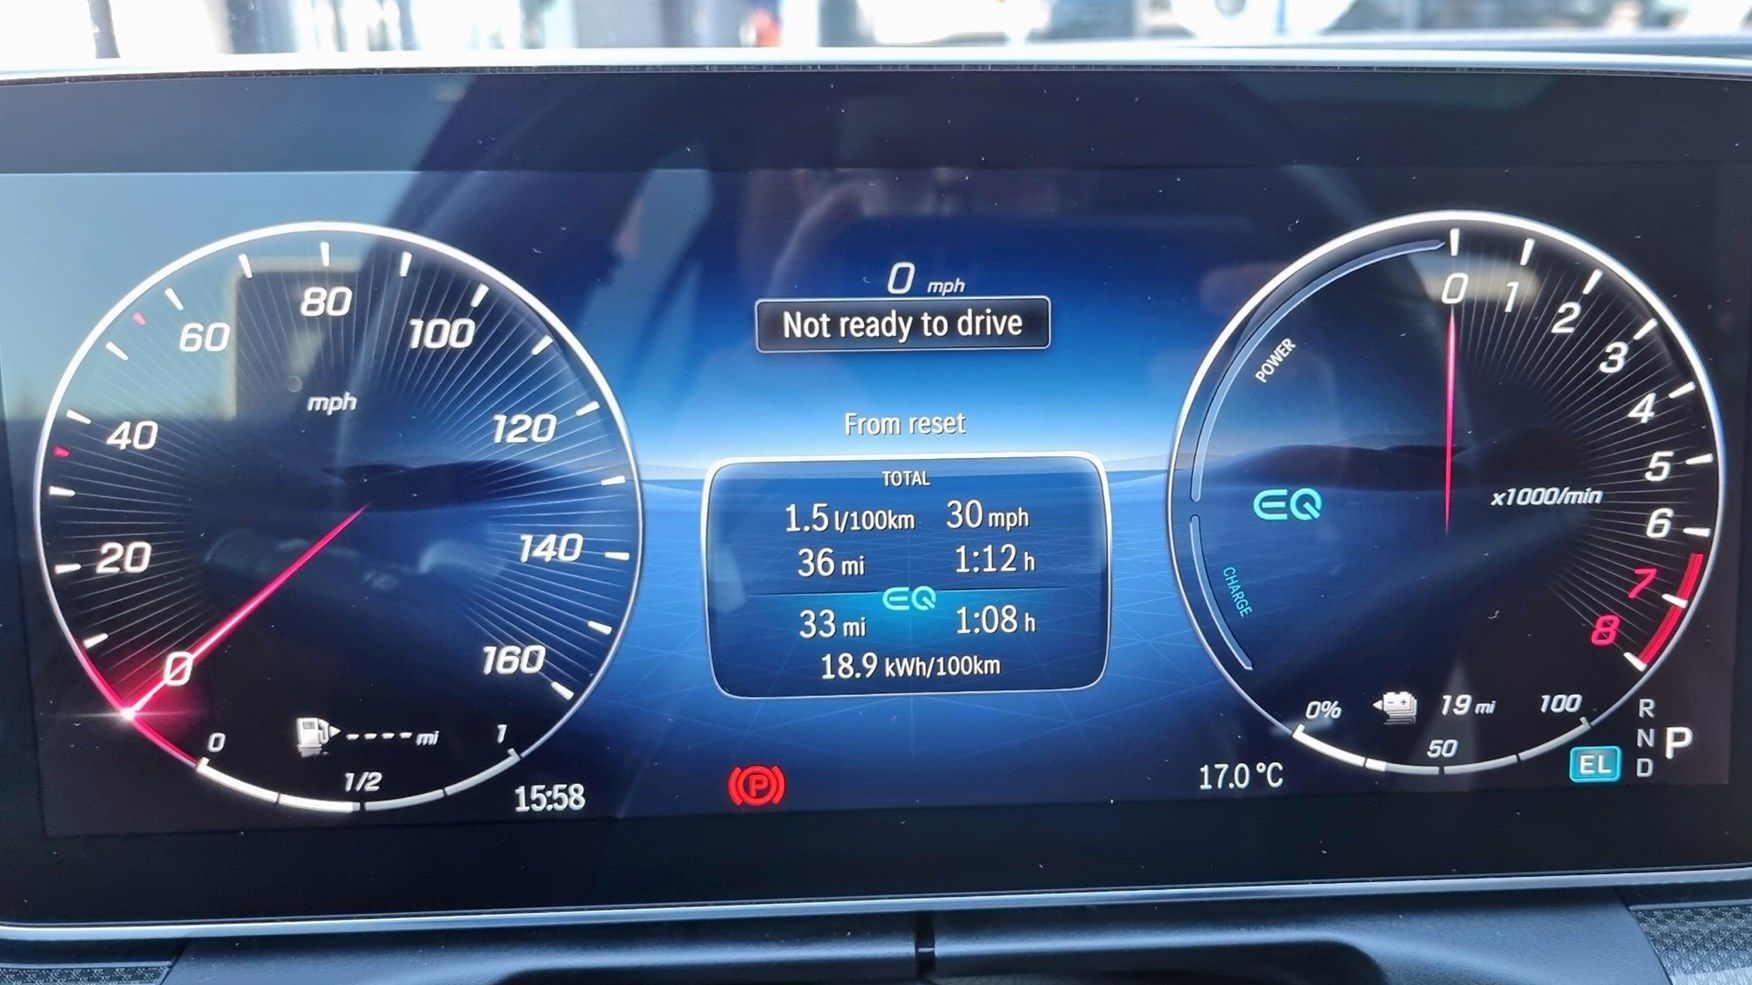 0 mph
Not ready to drive
From reset
TOTAL
1.5 l/100km 30 mph
36 mi 1:12 h
EQ
33 mi 1:08 h
18.9 kWh/100km
0
20
40
60
80
100
120
140
160
mph
0 1/2 1
---- mi
15:58
P
17.0 °C
0
1
2
3
4
5
6
7
8
x1000/min
POWER
CHARGE
EQ
0% 50 100
19 mi
EL
R
N
D
P